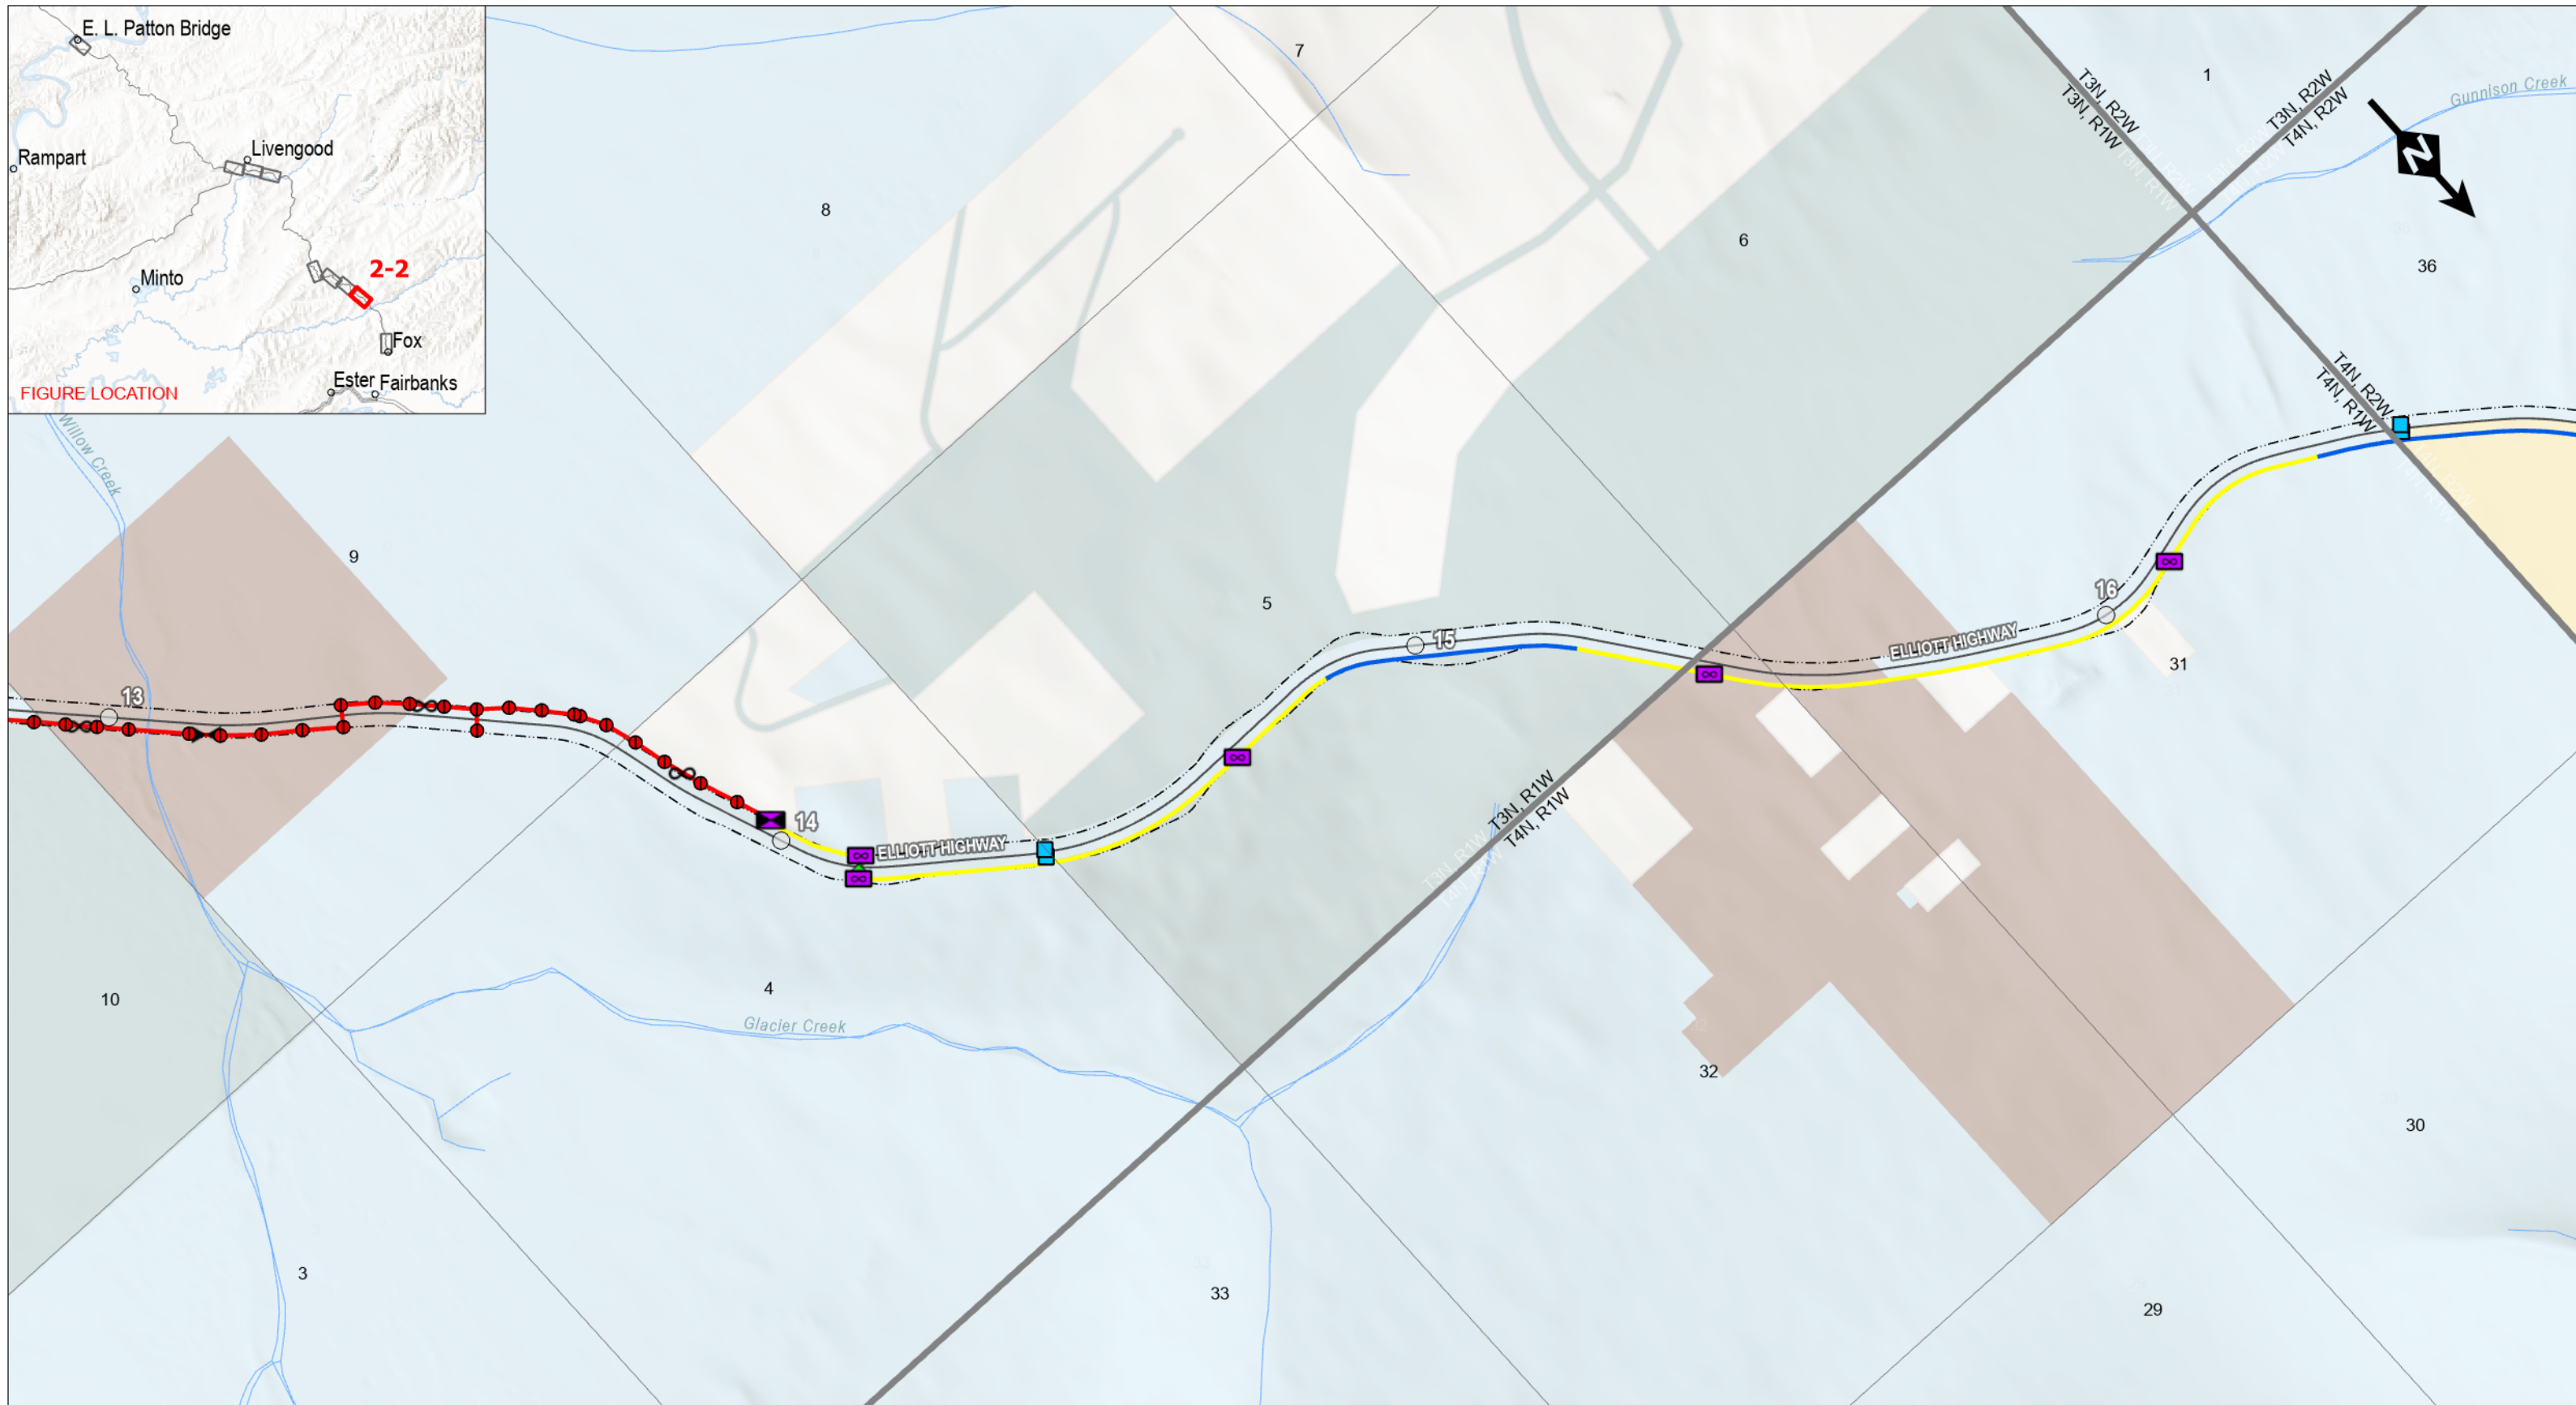 E. L. Patton Bridge
Livengood
Rampart
Minto
2-2
Fox
Ester
Fairbanks
FIGURE LOCATION
7
1
T3N, R2W
T3N, R1W
T3N, R2W
T4N, R2W
Gunnison Creek
N
8
6
36
Willow Creek
T4N, R2W
T4N, R1W
9
5
13
15
16
ELLIOTT HIGHWAY
31
14
ELLIOTT HIGHWAY
T3N, R1W
T4N, R1W
10
4
Glacier Creek
32
30
3
33
29